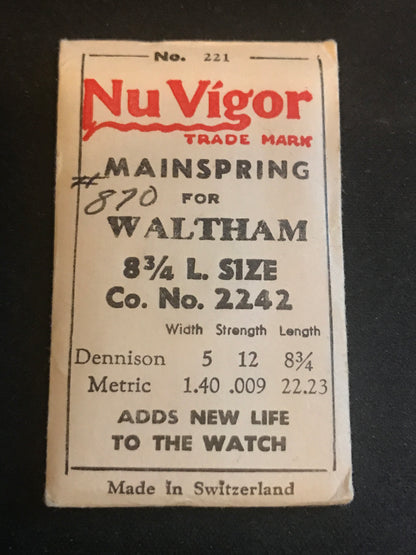 No. 221
Nu Vigor
TRADE MARK
MAINSPRING
# 870
FOR
WALTHAM
8¾ L. SIZE
Co. No. 2242
Width Strength Length
Dennison 5 12 8¾
Metric 1.40 .009 22.23
ADDS NEW LIFE
TO THE WATCH
Made In Switzerland